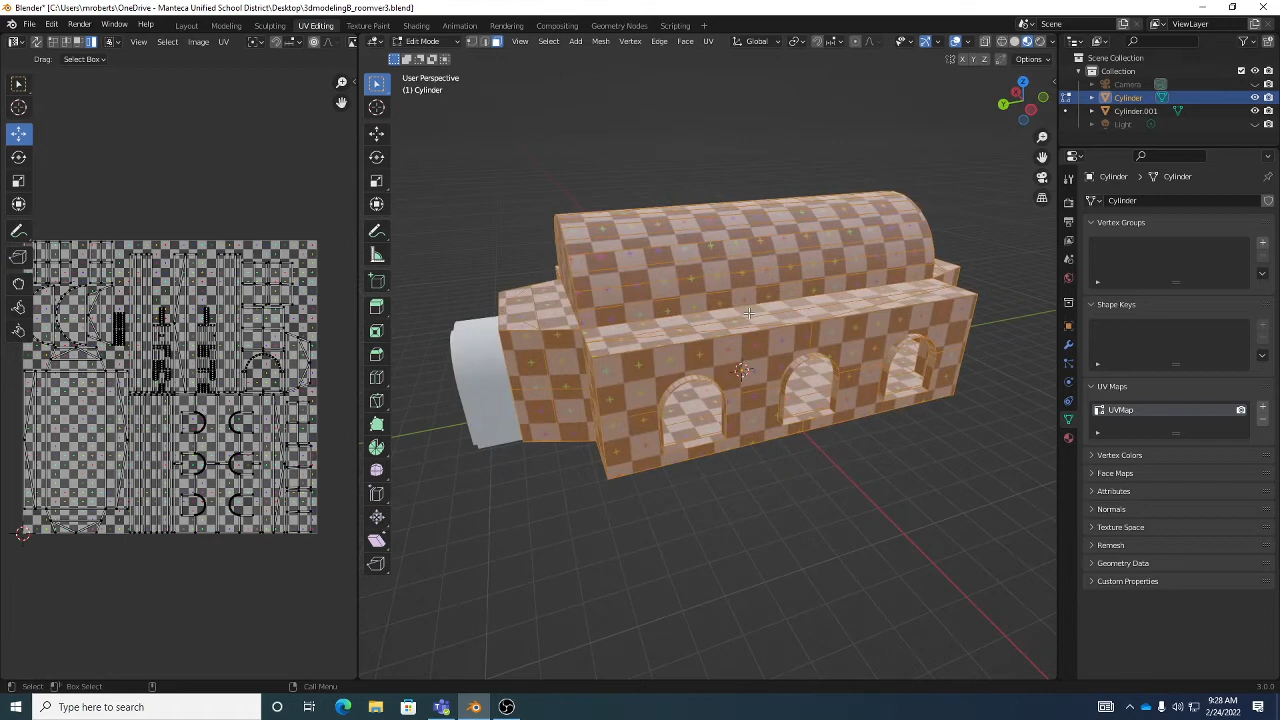 Blender* [C:\Users\mroberts\OneDrive - Manteca Unified School District\Desktop\3dmodeling8_roomver3.blend]
File Edit Render Window Help Layout Modeling Sculpting UV Editing Texture Paint Shading Animation Rendering Compositing Geometry Nodes Scripting + Scene ViewLayer
View Select Image UV Edit Mode View Select Add Mesh Vertex Edge Face UV Global
Drag: Select Box X Y Z Options
User Perspective
(1) Cylinder
Scene Collection
Collection
Camera
Cylinder
Cylinder.001
Light
Cylinder Cylinder
Cylinder
Vertex Groups
Shape Keys
UV Maps
UVMap
Vertex Colors
Face Maps
Attributes
Normals
Texture Space
Remesh
Geometry Data
Custom Properties
Select Box Select Call Menu 3.0.0
Type here to search
9:28 AM
2/24/2022